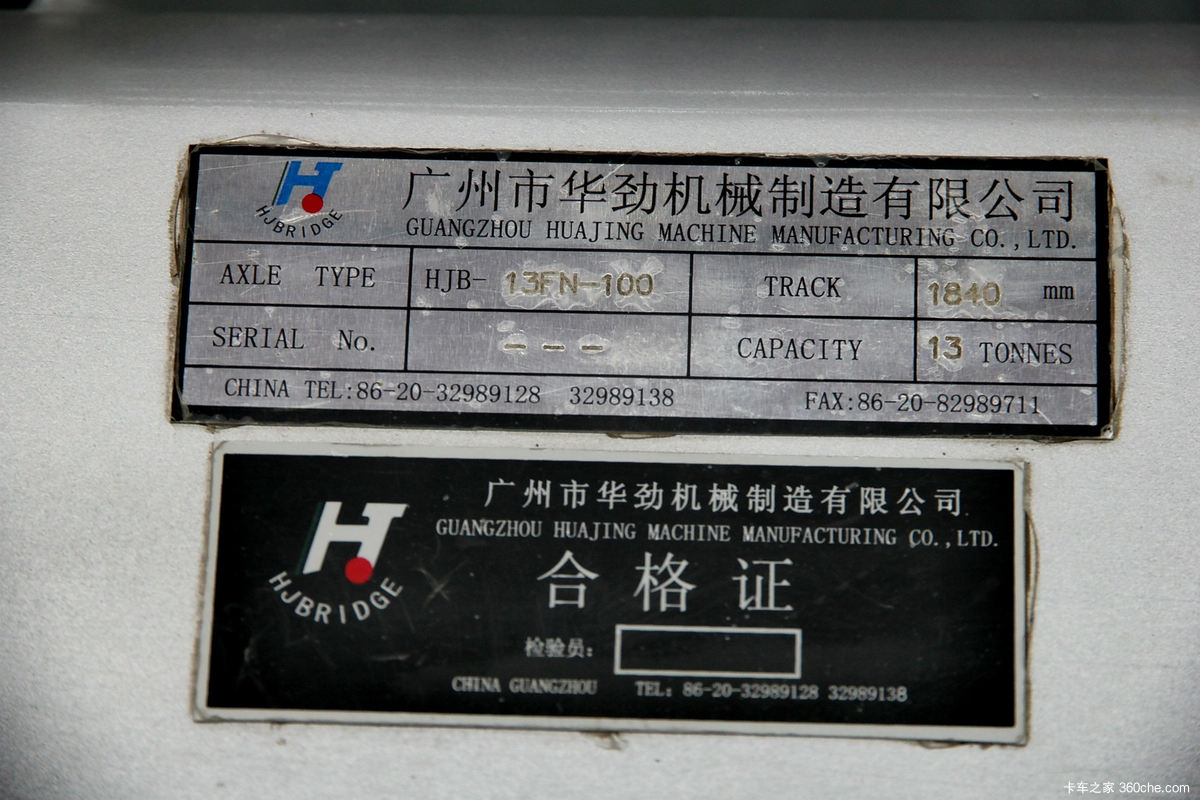 HJBRIDGE
广州市华劲机械制造有限公司
GUANGZHOU HUAJING MACHINE MANUFACTURING CO.,LTD.
AXLE TYPE HJB- 13FN-100 TRACK 1840 mm
SERIAL No. --- CAPACITY 13 TONNES
CHINA TEL:86-20-32989128 32989138 FAX:86-20-82989711
HJBRIDGE
广州市华劲机械制造有限公司
GUANGZHOU HUAJING MACHINE MANUFACTURING CO.,LTD.
合格证
检验员:
CHINA GUANGZHOU TEL: 86-20-32989128 32989138
卡车之家 360che.com